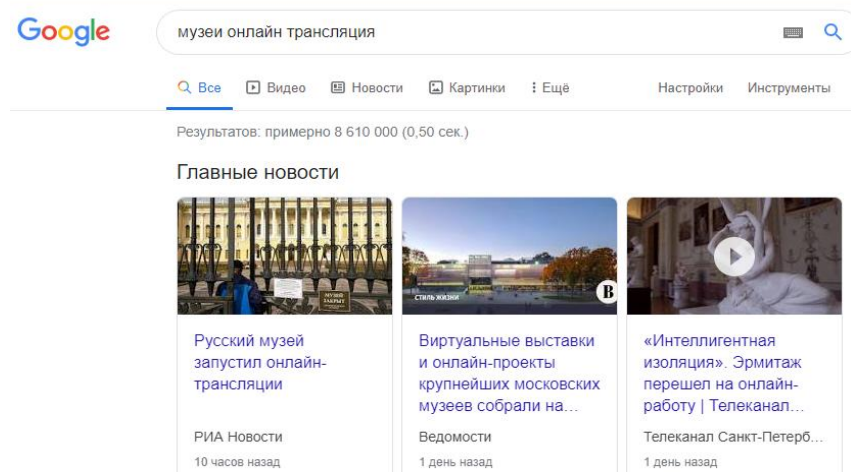 Google
музеи онлайн трансляция
Все Видео Новости Картинки Ещё Настройки Инструменты
Результатов: примерно 8 610 000 (0,50 сек.)
Главные новости
МУЗЕЙ
ЗАКРЫТ
СТИЛЬ ЖИЗНИ
В
Русский музей
запустил онлайн-
трансляции
РИА Новости
10 часов назад
Виртуальные выставки
и онлайн-проекты
крупнейших московских
музеев собрали на...
Ведомости
1 день назад
«Интеллигентная
изоляция». Эрмитаж
перешел на онлайн-
работу | Телеканал...
Телеканал Санкт-Петерб...
1 день назад